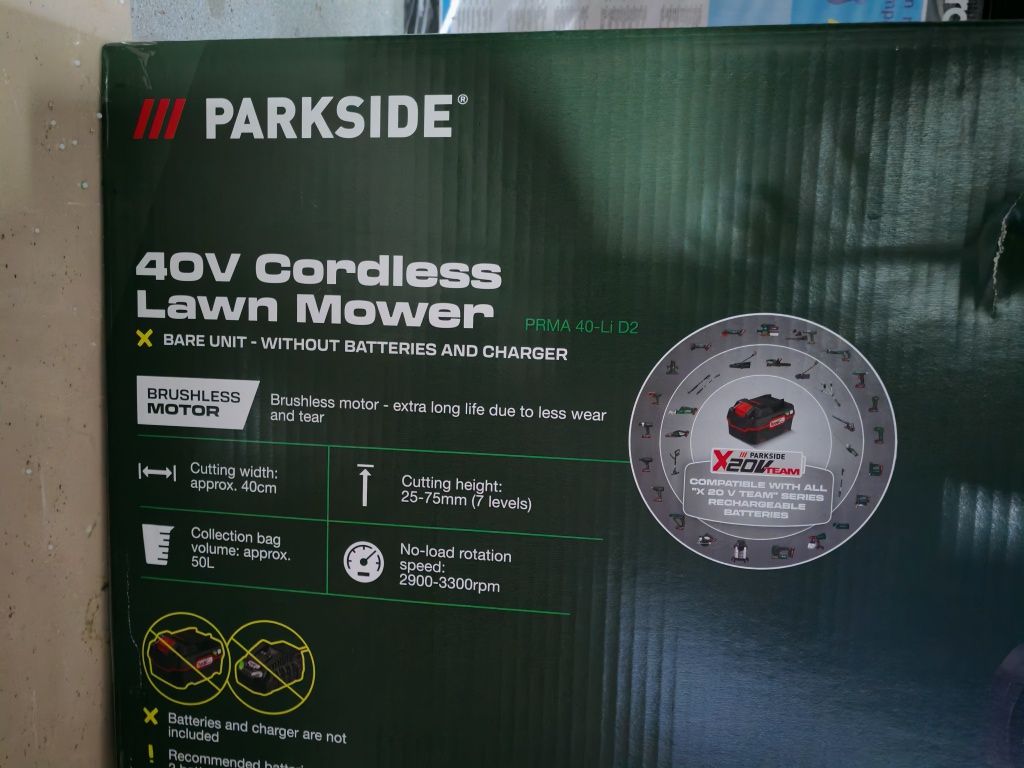 PARKSIDE®
40V Cordless
Lawn Mower
PRMA 40-Li D2
X BARE UNIT - WITHOUT BATTERIES AND CHARGER
BRUSHLESS
MOTOR
Brushless motor - extra long life due to less wear
and tear
Cutting width:
approx. 40cm
Cutting height:
25-75mm (7 levels)
Collection bag
volume: approx.
50L
No-load rotation
speed:
2900-3300rpm
PARKSIDE
X20V TEAM
COMPATIBLE WITH ALL
"X 20 V TEAM" SERIES
RECHARGEABLE
BATTERIES
X Batteries and charger are not
included
! Recommended